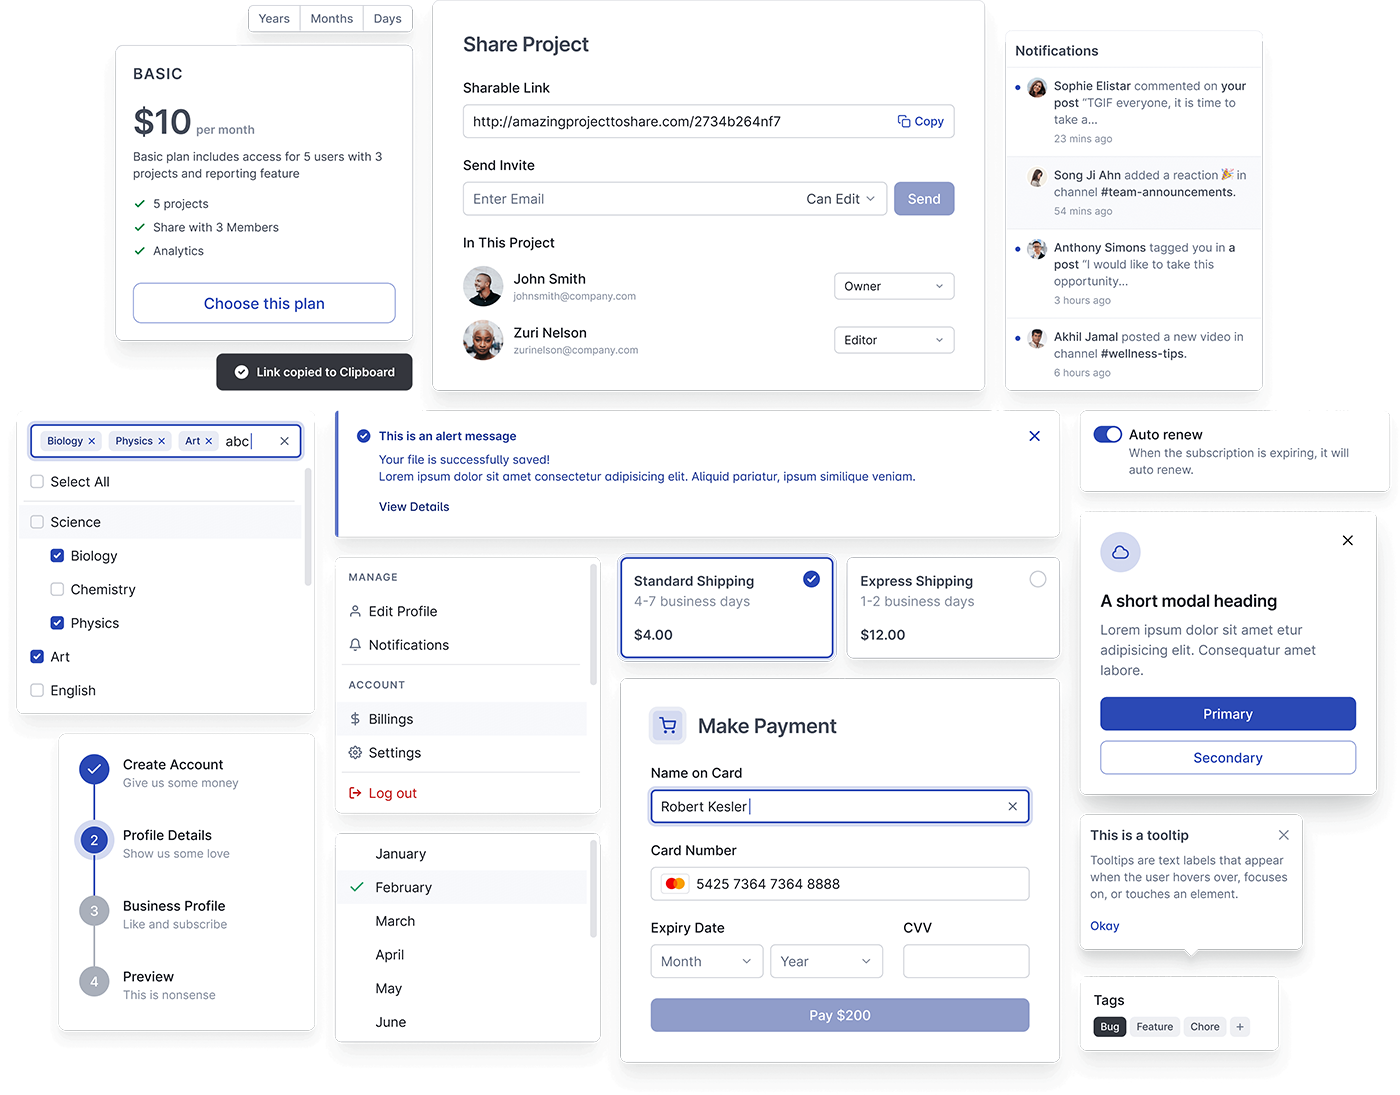 Years Months Days
BASIC
$10 per month
Basic plan includes access for 5 users with 3
projects and reporting feature
5 projects
Share with 3 Members
Analytics
Choose this plan
Link copied to Clipboard
Share Project
Sharable Link
http://amazingprojecttoshare.com/2734b264nf7 Copy
Send Invite
Enter Email Can Edit Send
In This Project
John Smith
johnsmith@company.com
Owner
Zuri Nelson
zurinelson@company.com
Editor
Notifications
Sophie Elistar commented on your
post “TGIF everyone, it is time to
take a...
23 mins ago
Song Ji Ahn added a reaction 🎉 in
channel #team-announcements.
54 mins ago
Anthony Simons tagged you in a
post “I would like to take this
opportunity...
3 hours ago
Akhil Jamal posted a new video in
channel #wellness-tips.
6 hours ago
Biology Physics Art abc
Select All
Science
Biology
Chemistry
Physics
Art
English
This is an alert message
Your file is successfully saved!
Lorem ipsum dolor sit amet consectetur adipisicing elit. Aliquid pariatur, ipsum similique veniam.
View Details
Auto renew
When the subscription is expiring, it will
auto renew.
MANAGE
Edit Profile
Notifications
ACCOUNT
Billings
Settings
Log out
Standard Shipping
4-7 business days
$4.00
Express Shipping
1-2 business days
$12.00
A short modal heading
Lorem ipsum dolor sit amet etur
adipisicing elit. Consequatur amet
labore.
Primary
Secondary
Create Account
Give us some money
2
Profile Details
Show us some love
3
Business Profile
Like and subscribe
4
Preview
This is nonsense
January
February
March
April
May
June
Make Payment
Name on Card
Robert Kesler
Card Number
5425 7364 7364 8888
Expiry Date CVV
Month Year
Pay $200
This is a tooltip
Tooltips are text labels that appear
when the user hovers over, focuses
on, or touches an element.
Okay
Tags
Bug Feature Chore +